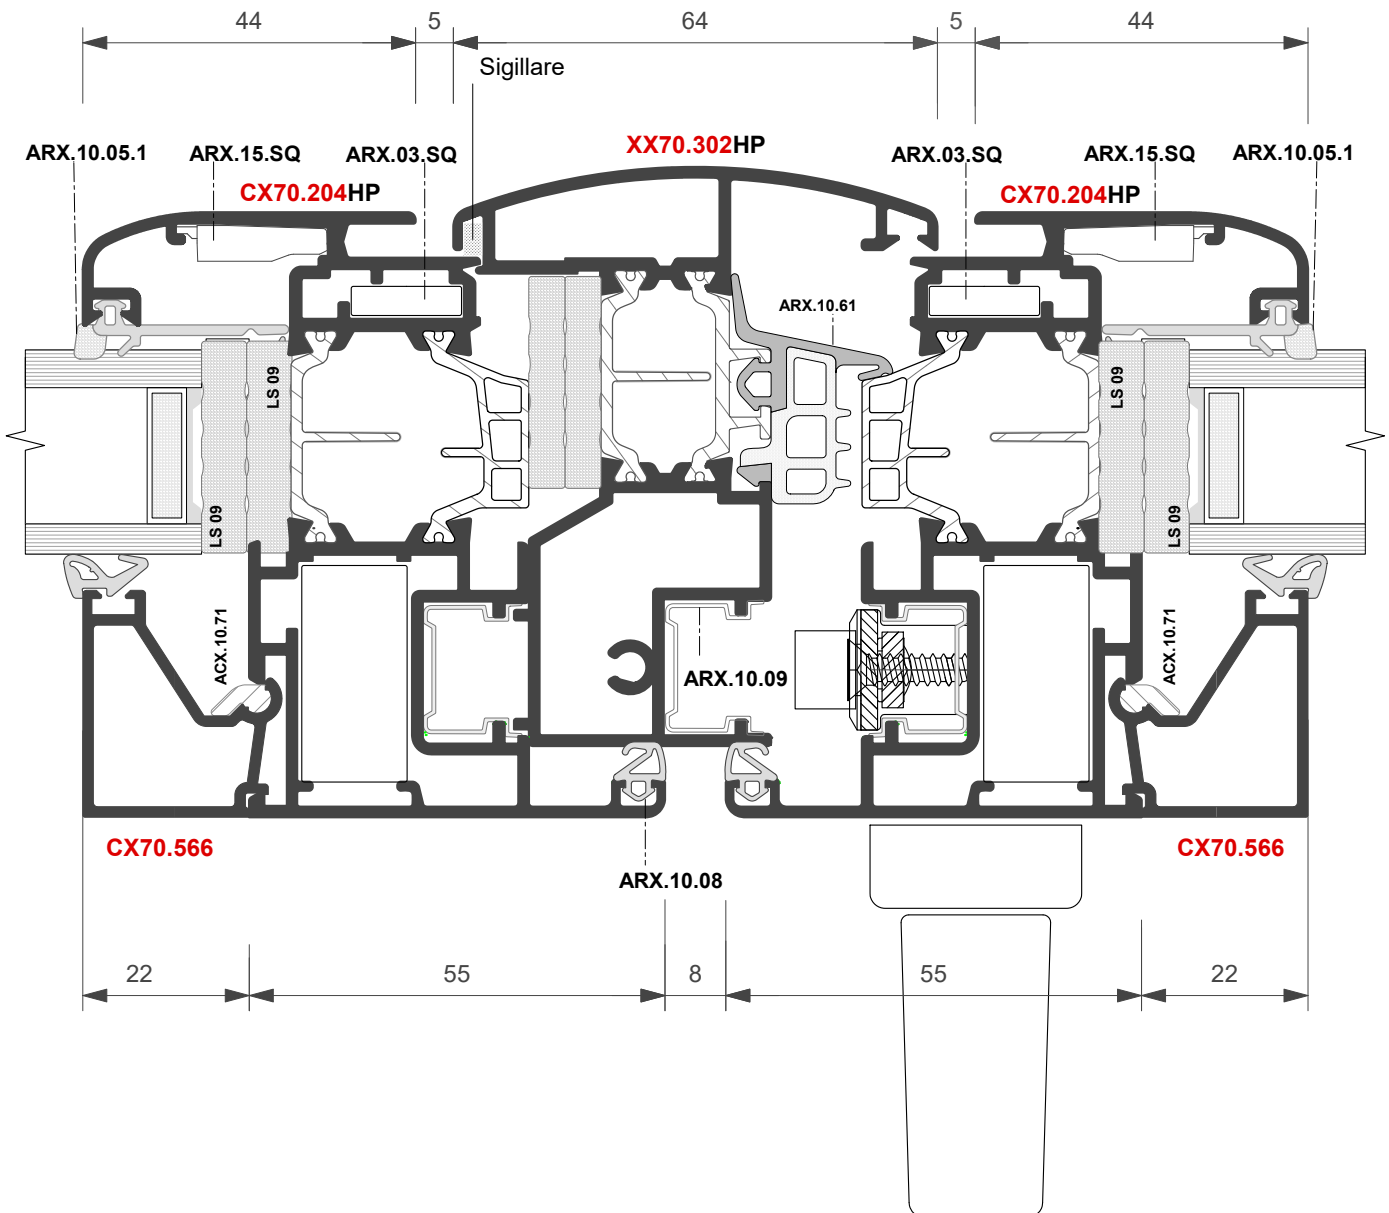 44 5 64 5 44
Sigillare
XX70.302HP
ARX.10.05.1 ARX.15.SQ ARX.03.SQ ARX.03.SQ ARX.15.SQ ARX.10.05.1
CX70.204HP CX70.204HP
ARX.10.61
LS 09 LS 09
LS 09 LS 09
ACX.10.71 ACX.10.71
ARX.10.09
CX70.566 CX70.566
ARX.10.08
22 55 8 55 22